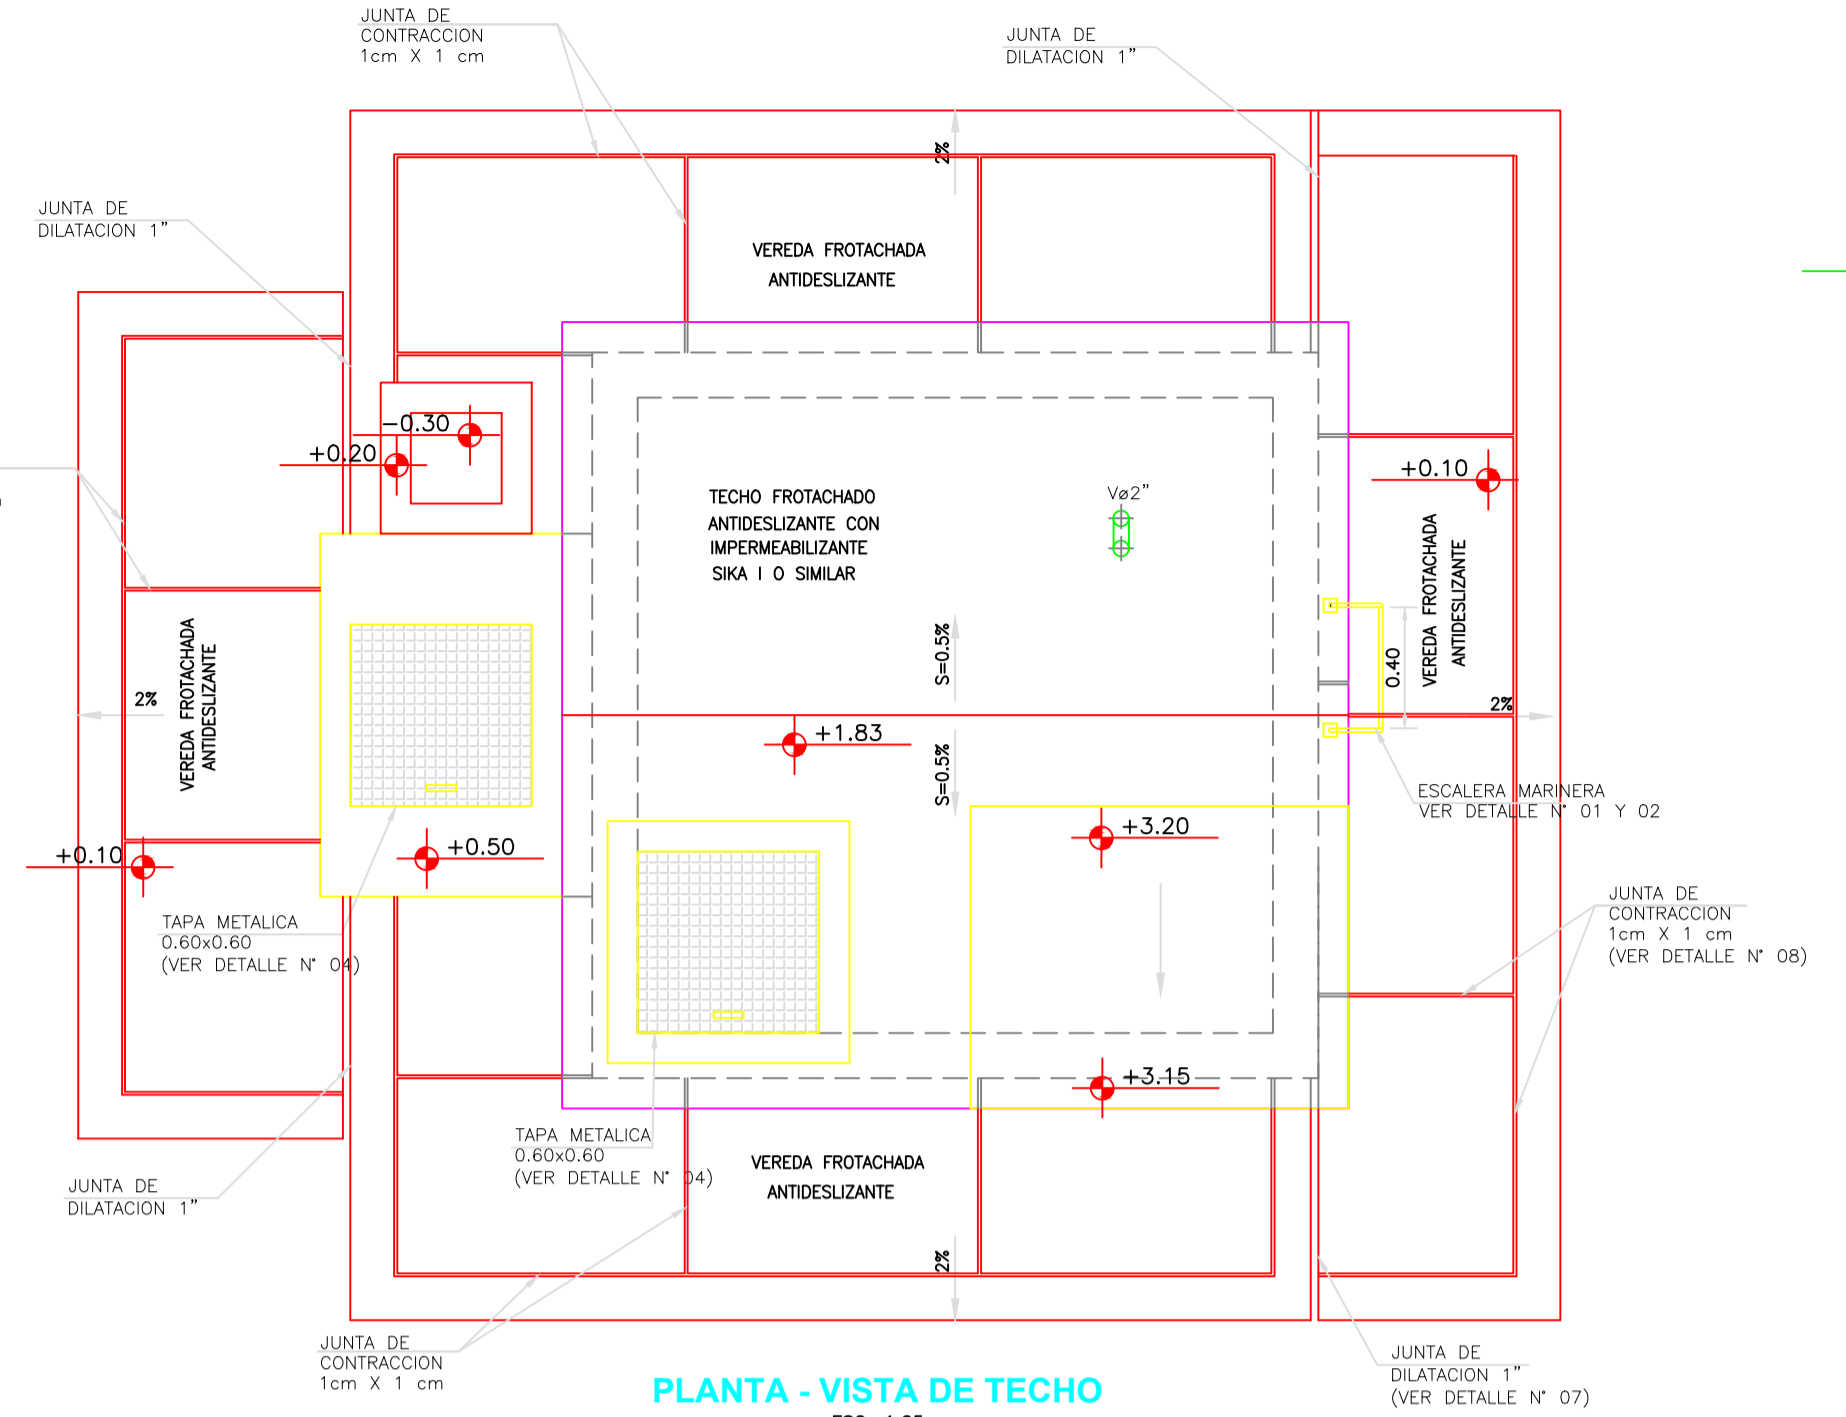 JUNTA DE
CONTRACCION
1cm X 1 cm
JUNTA DE
DILATACION 1"
2%
JUNTA DE
DILATACION 1"
VEREDA FROTACHADA
ANTIDESLIZANTE
-0.30
+0.20
+0.10
TECHO FROTACHADO
ANTIDESLIZANTE CON
IMPERMEABILIZANTE
SIKA I O SIMILAR
Vø2"
VEREDA FROTACHADA
ANTIDESLIZANTE
0.40
2%
VEREDA FROTACHADA
ANTIDESLIZANTE
2%
S=0.5%
S=0.5%
+1.83
ESCALERA MARINERA
VER DETALLE N° 01 Y 02
+3.20
+0.50
+0.10
TAPA METALICA
0.60x0.60
(VER DETALLE N° 04)
JUNTA DE
CONTRACCION
1cm X 1 cm
(VER DETALLE N° 08)
+3.15
TAPA METALICA
0.60x0.60
(VER DETALLE N° 04)
VEREDA FROTACHADA
ANTIDESLIZANTE
JUNTA DE
DILATACION 1"
2%
JUNTA DE
CONTRACCION
1cm X 1 cm
JUNTA DE
DILATACION 1"
(VER DETALLE N° 07)
PLANTA - VISTA DE TECHO